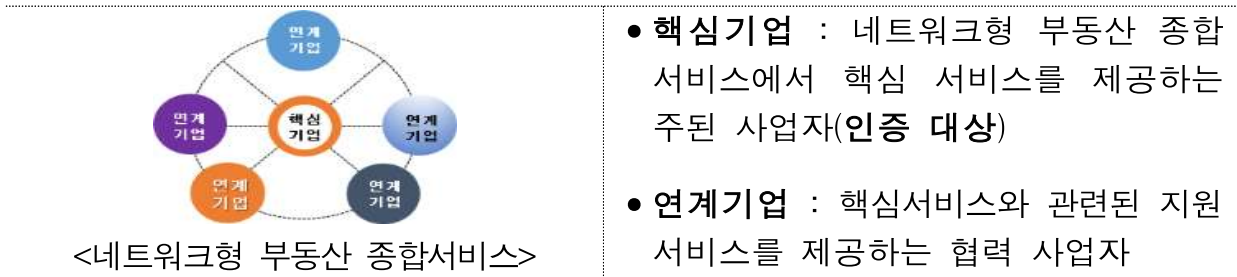 연계
기업
연계
기업
핵심
기업
연계
기업
연계
기업
연계
기업
<네트워크형 부동산 종합서비스>
● 핵심기업 : 네트워크형 부동산 종합
서비스에서 핵심 서비스를 제공하는
주된 사업자(인증 대상)
● 연계기업 : 핵심서비스와 관련된 지원
서비스를 제공하는 협력 사업자